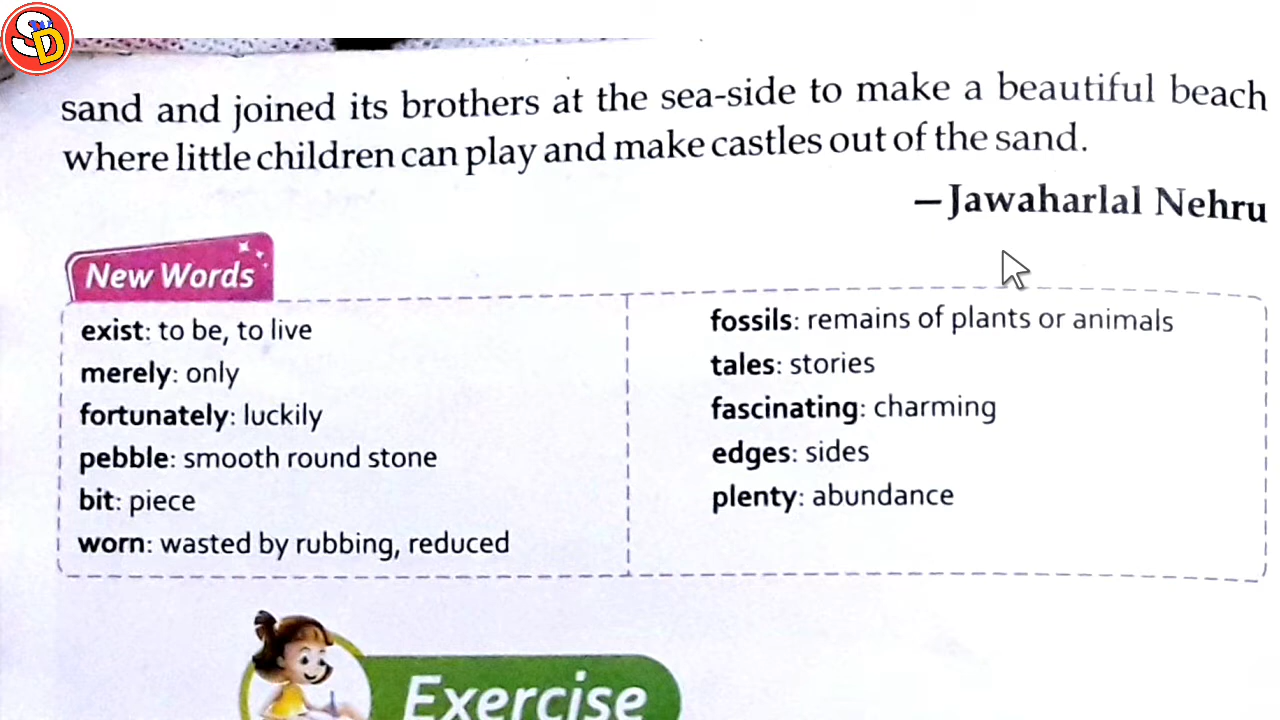 SD
sand and joined its brothers at the sea-side to make a beautiful beach
where little children can play and make castles out of the sand.
—Jawaharlal Nehru
New Words
exist: to be, to live
merely: only
fortunately: luckily
pebble: smooth round stone
bit: piece
worn: wasted by rubbing, reduced
fossils: remains of plants or animals
tales: stories
fascinating: charming
edges: sides
plenty: abundance
Exercise